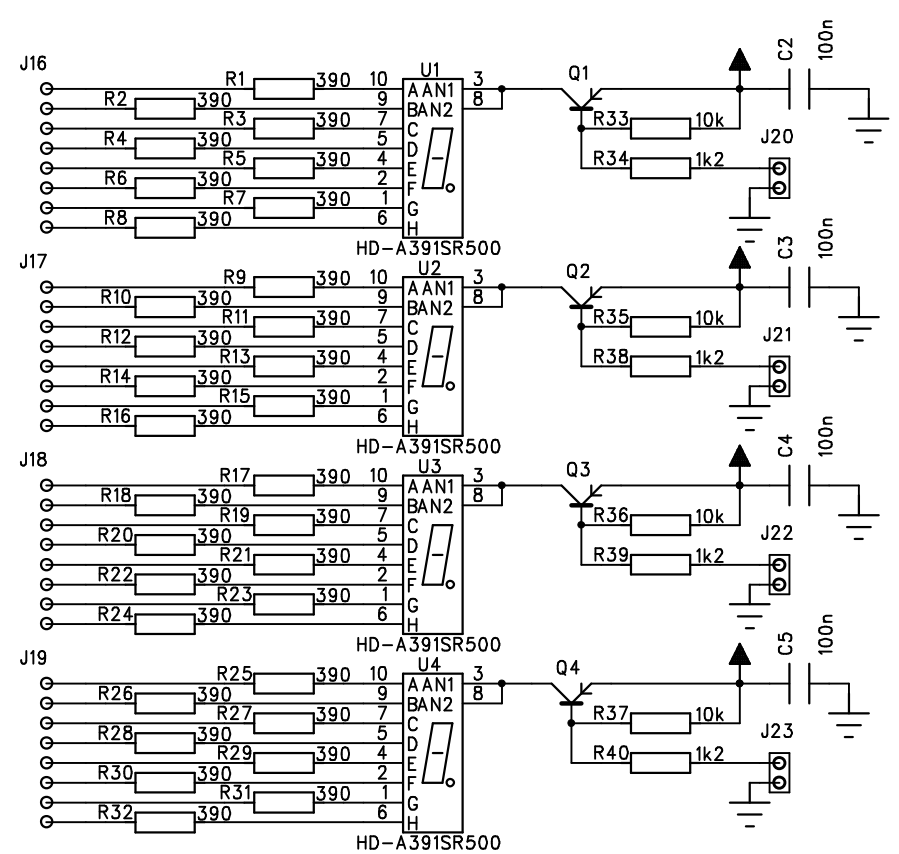 J16
R1 390 10 U1 3 Q1 C2 100n
R2 390 9 A AN1 8
R3 390 7 B AN2 R33 10k
R4 390 5 C J20
R5 390 4 D R34 1k2
R6 390 2 E
R7 390 1 F
R8 390 6 G
H
HD-A391SR500
J17
R9 390 10 U2 3 Q2 C3 100n
R10 390 9 A AN1 8
R11 390 7 B AN2 R35 10k
R12 390 5 C J21
R13 390 4 D R38 1k2
R14 390 2 E
R15 390 1 F
R16 390 6 G
H
HD-A391SR500
J18
R17 390 10 U3 3 Q3 C4 100n
R18 390 9 A AN1 8
R19 390 7 B AN2 R36 10k
R20 390 5 C J22
R21 390 4 D R39 1k2
R22 390 2 E
R23 390 1 F
R24 390 6 G
H
HD-A391SR500
J19
R25 390 10 U4 3 Q4 C5 100n
R26 390 9 A AN1 8
R27 390 7 B AN2 R37 10k
R28 390 5 C J23
R29 390 4 D R40 1k2
R30 390 2 E
R31 390 1 F
R32 390 6 G
H
HD-A391SR500